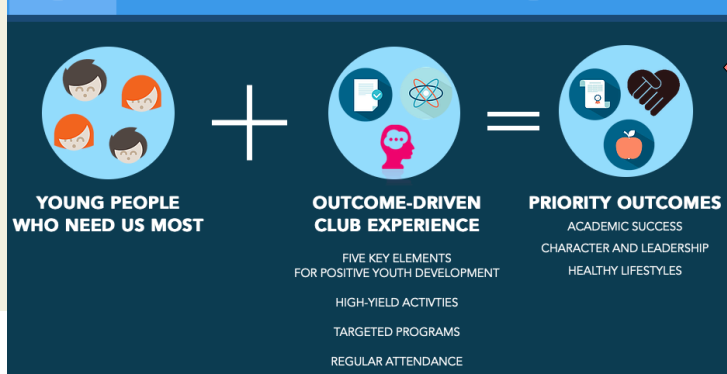 YOUNG PEOPLE
WHO NEED US MOST
OUTCOME-DRIVEN
CLUB EXPERIENCE
FIVE KEY ELEMENTS
FOR POSITIVE YOUTH DEVELOPMENT
HIGH-YIELD ACTIVTIES
TARGETED PROGRAMS
REGULAR ATTENDANCE
PRIORITY OUTCOMES
ACADEMIC SUCCESS
CHARACTER AND LEADERSHIP
HEALTHY LIFESTYLES